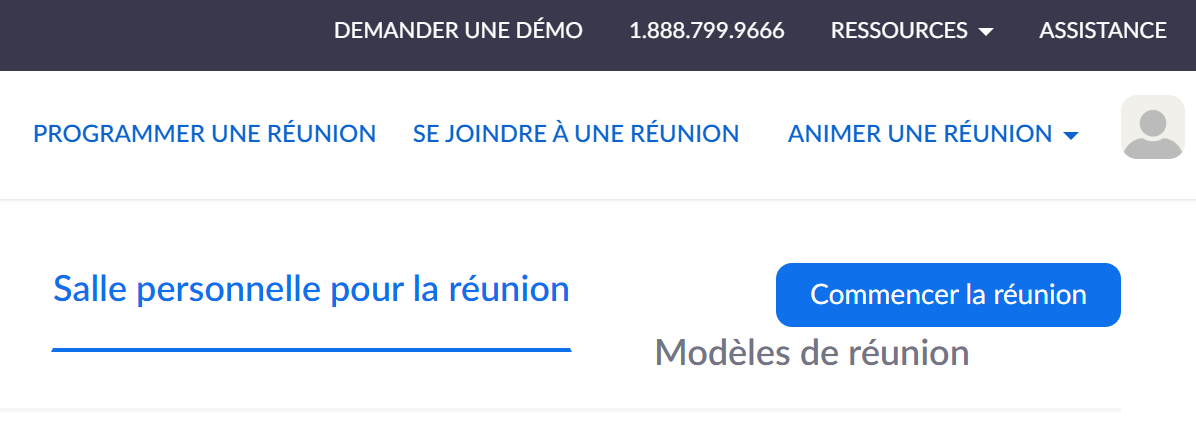 DEMANDER UNE DÉMO 1.888.799.9666 RESSOURCES ASSISTANCE
PROGRAMMER UNE RÉUNION SE JOINDRE À UNE RÉUNION ANIMER UNE RÉUNION
Salle personnelle pour la réunion
Commencer la réunion
Modèles de réunion